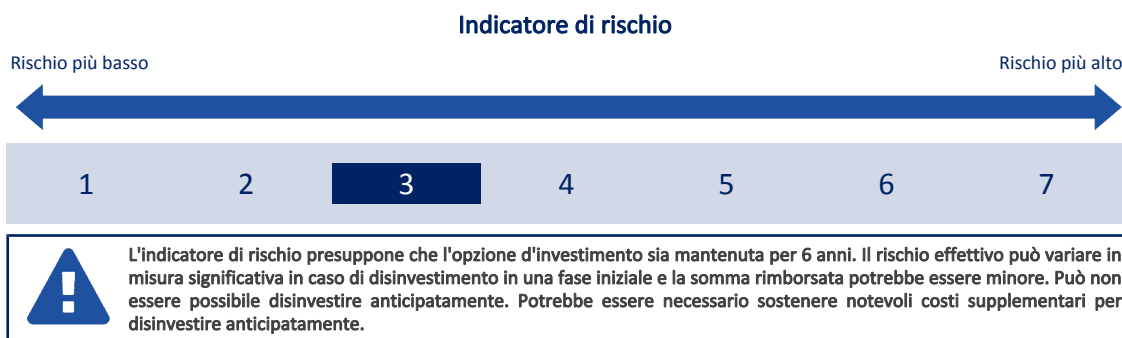 Indicatore di rischio
Rischio più basso
Rischio più alto
1 2 3 4 5 6 7
L'indicatore di rischio presuppone che l'opzione d'investimento sia mantenuta per 6 anni. Il rischio effettivo può variare in
misura significativa in caso di disinvestimento in una fase iniziale e la somma rimborsata potrebbe essere minore. Può non
essere possibile disinvestire anticipatamente. Potrebbe essere necessario sostenere notevoli costi supplementari per
disinvestire anticipatamente.